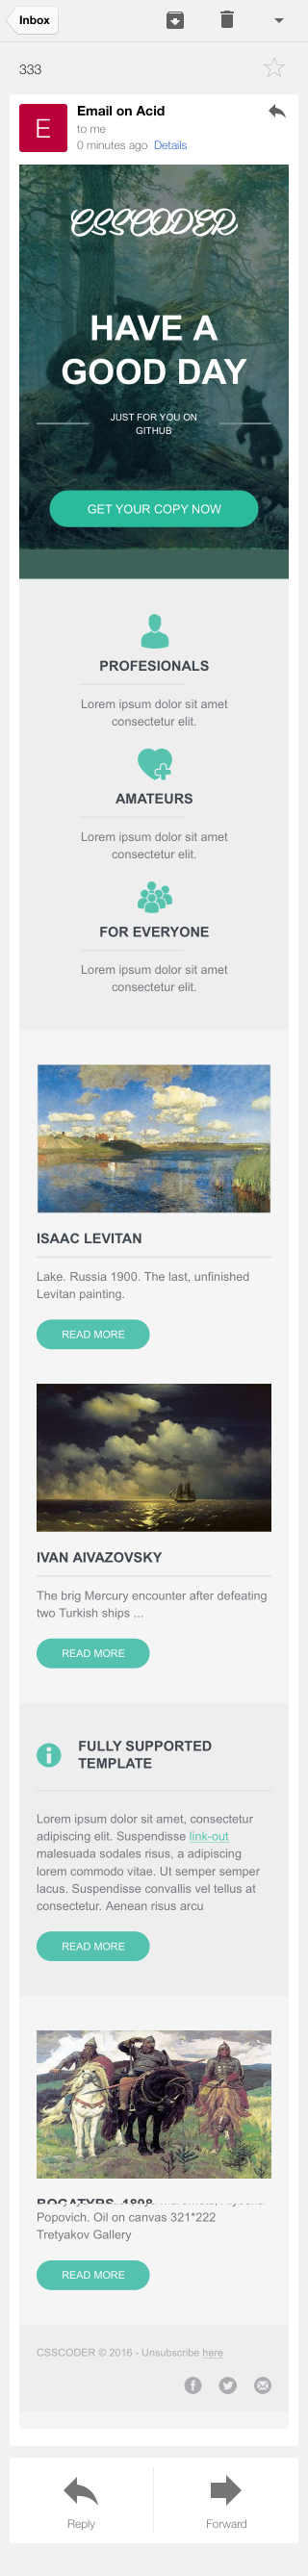 Inbox
333
E
Email on Acid
to me
0 minutes ago Details
CSSCODER
HAVE A
GOOD DAY
JUST FOR YOU ON
GITHUB
GET YOUR COPY NOW
PROFESIONALS
Lorem ipsum dolor sit amet
consectetur elit.
AMATEURS
Lorem ipsum dolor sit amet
consectetur elit.
FOR EVERYONE
Lorem ipsum dolor sit amet
consectetur elit.
ISAAC LEVITAN
Lake. Russia 1900. The last, unfinished
Levitan painting.
READ MORE
IVAN AIVAZOVSKY
The brig Mercury encounter after defeating
two Turkish ships ...
READ MORE
FULLY SUPPORTED
TEMPLATE
Lorem ipsum dolor sit amet, consectetur
adipiscing elit. Suspendisse link-out
malesuada sodales risus, a adipiscing
lorem commodo vitae. Ut semper semper
lacus. Suspendisse convallis vel tellus at
consectetur. Aenean risus arcu
READ MORE
BOGATYRS, 1898
Popovich. Oil on canvas 321*222
Tretyakov Gallery
READ MORE
CSSCODER © 2016 - Unsubscribe here
Reply Forward